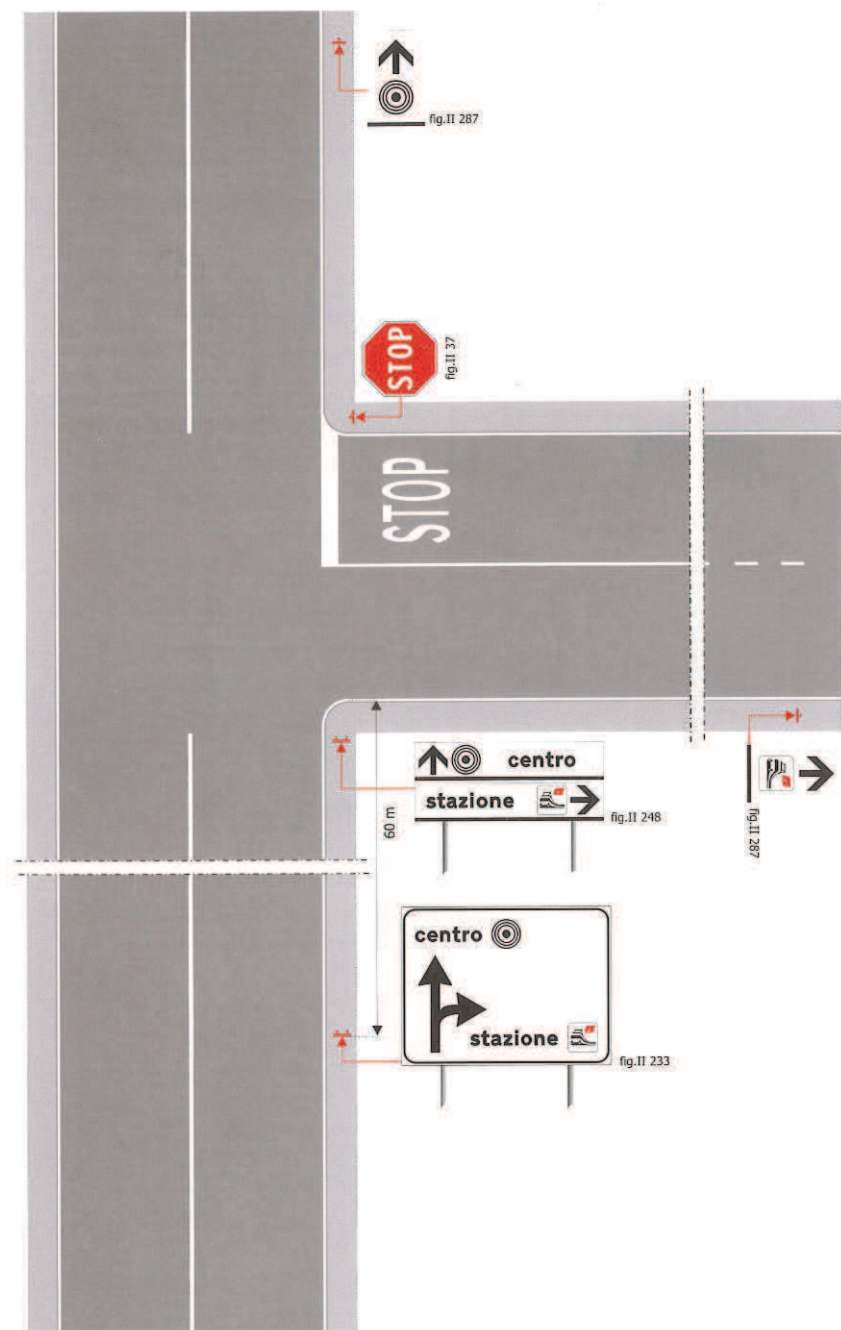 fig.II 287
STOP
fig.II 37
STOP
centro
stazione
fig.II 248
60 m
fig.II 287
centro
stazione
fig.II 233